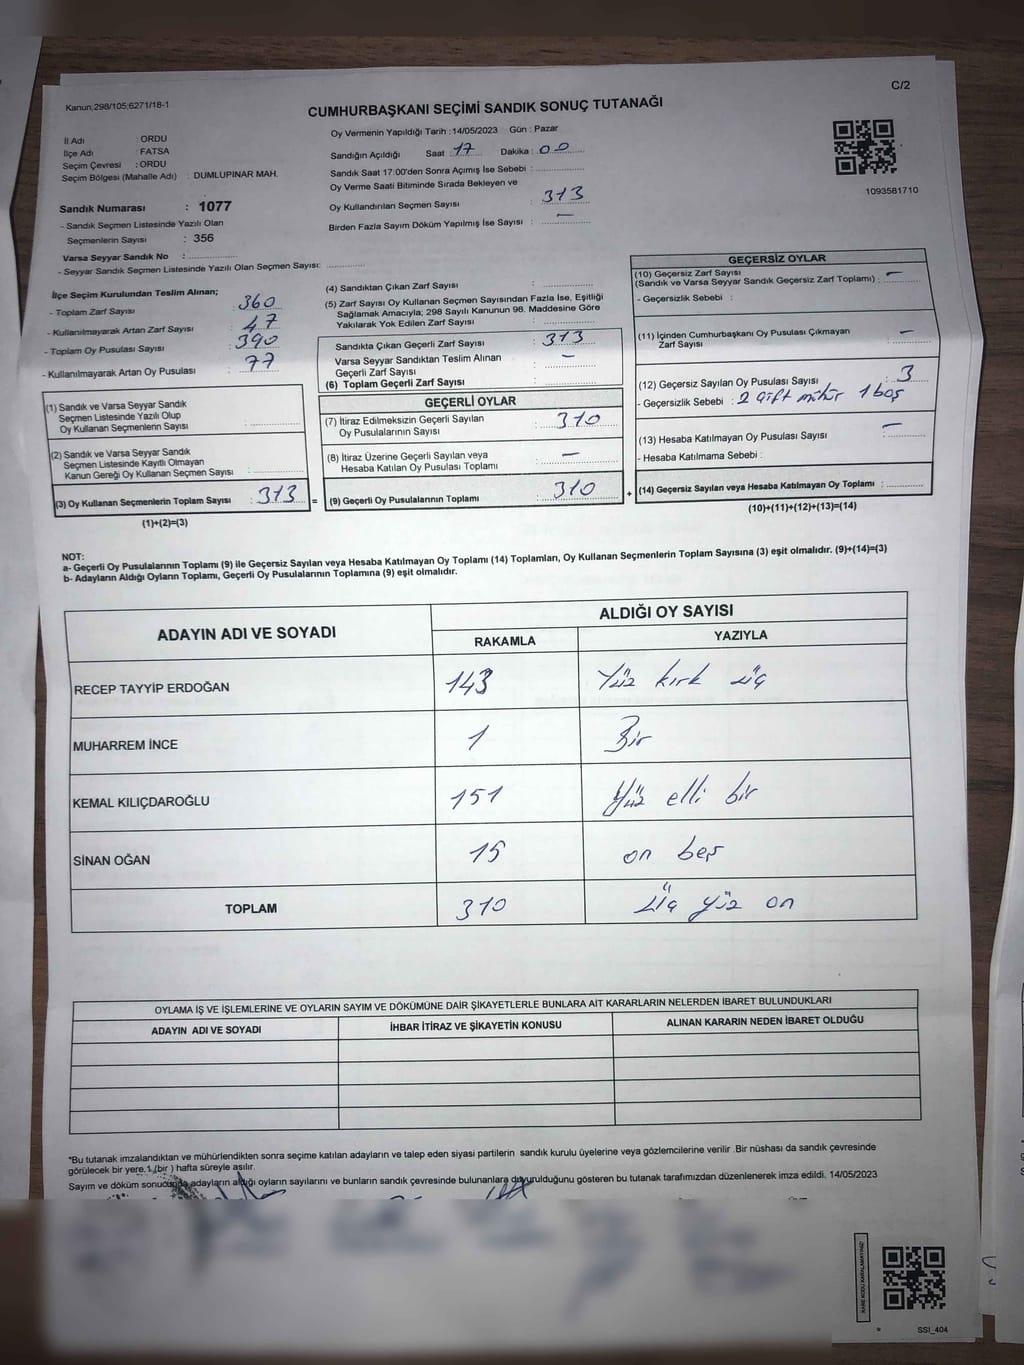 C/2
Kanun:298/105;6271/18-1
CUMHURBAŞKANI SEÇİMİ SANDIK SONUÇ TUTANAĞI
İl Adı : ORDU
İlçe Adı : FATSA
Seçim Çevresi : ORDU
Seçim Bölgesi (Mahalle Adı) : DUMLUPINAR MAH.
Sandık Numarası : 1077
- Sandık Seçmen Listesinde Yazılı Olan
Seçmenlerin Sayısı : 356
Varsa Seyyar Sandık No :
- Seyyar Sandık Seçmen Listesinde Yazılı Olan Seçmen Sayısı:
Oy Vermenin Yapıldığı Tarih :14/05/2023 Gün : Pazar
Sandığın Açıldığı Saat : 17 Dakika : 00
Sandık Saat 17:00'den Sonra Açımış İse Sebebi :
Oy Verme Saati Bitiminde Sırada Bekleyen ve
Oy Kullandırılan Seçmen Sayısı : 313
Birden Fazla Sayım Döküm Yapılmış İse Sayısı : —
1093581710
İlçe Seçim Kurulundan Teslim Alınan;
- Toplam Zarf Sayısı : 360
- Kullanılmayarak Artan Zarf Sayısı : 47
- Toplam Oy Pusulası Sayısı : 390
- Kullanılmayarak Artan Oy Pusulası : 77
(1) Sandık ve Varsa Seyyar Sandık
Seçmen Listesinde Yazılı Olup
Oy Kullanan Seçmenlerin Sayısı :
(2) Sandık ve Varsa Seyyar Sandık
Seçmen Listesinde Kayıtlı Olmayan
Kanun Gereği Oy Kullanan Seçmen Sayısı :
(3) Oy Kullanan Seçmenlerin Toplam Sayısı : 313 =
(1)+(2)=(3)
(4) Sandıktan Çıkan Zarf Sayısı :
(5) Zarf Sayısı Oy Kullanan Seçmen Sayısından Fazla İse, Eşitliği
Sağlamak Amacıyla; 298 Sayılı Kanunun 98. Maddesine Göre
Yakılarak Yok Edilen Zarf Sayısı :
Sandıkta Çıkan Geçerli Zarf Sayısı : 313
Varsa Seyyar Sandıktan Teslim Alınan
Geçerli Zarf Sayısı : —
(6) Toplam Geçerli Zarf Sayısı :
GEÇERLİ OYLAR
(7) İtiraz Edilmeksizin Geçerli Sayılan
Oy Pusulalarının Sayısı : 310
(8) İtiraz Üzerine Geçerli Sayılan veya
Hesaba Katılan Oy Pusulası Toplamı : —
(9) Geçerli Oy Pusulalarının Toplamı : 310 +
GEÇERSİZ OYLAR
(10) Geçersiz Zarf Sayısı —
(Sandık ve Varsa Seyyar Sandık Geçersiz Zarf Toplamı) :
- Geçersizlik Sebebi :
(11) İçinden Cumhurbaşkanı Oy Pusulası Çıkmayan
Zarf Sayısı : —
(12) Geçersiz Sayılan Oy Pusulası Sayısı : 3
- Geçersizlik Sebebi : 2 çift mühür 1 boş
(13) Hesaba Katılmayan Oy Pusulası Sayısı : —
- Hesaba Katılmama Sebebi :
(14) Geçersiz Sayılan veya Hesaba Katılmayan Oy Toplamı :
(10)+(11)+(12)+(13)=(14)
NOT:
a- Geçerli Oy Pusulalarının Toplamı (9) ile Geçersiz Sayılan veya Hesaba Katılmayan Oy Toplamı (14) Toplamları, Oy Kullanan Seçmenlerin Toplam Sayısına (3) eşit olmalıdır. (9)+(14)=(3)
b- Adayların Aldığı Oyların Toplamı, Geçerli Oy Pusulalarının Toplamına (9) eşit olmalıdır.
ADAYIN ADI VE SOYADI ALDIĞI OY SAYISI
RAKAMLA YAZIYLA
RECEP TAYYİP ERDOĞAN 143 Yüz kırk üç
MUHARREM İNCE 1 Bir
KEMAL KILIÇDAROĞLU 151 Yüz elli bir
SİNAN OĞAN 15 on beş
TOPLAM 310 üç yüz on
OYLAMA İŞ VE İŞLEMLERİNE VE OYLARIN SAYIM VE DÖKÜMÜNE DAİR ŞİKAYETLERLE BUNLARA AİT KARARLARIN NELERDEN İBARET BULUNDUKLARI
ADAYIN ADI VE SOYADI İHBAR İTİRAZ VE ŞİKAYETİN KONUSU ALINAN KARARIN NEDEN İBARET OLDUĞU
*Bu tutanak imzalandıktan ve mühürlendikten sonra seçime katılan adayların ve talep eden siyasi partilerin sandık kurulu üyelerine veya gözlemcilerine verilir .Bir nüshası da sandık çevresinde
görülecek bir yere 1 (bir ) hafta süreyle asılır.
Sayım ve döküm sonucunda adayların aldığı oyların sayılarını ve bunların sandık çevresinde bulunanlara duyurulduğunu gösteren bu tutanak tarafımızdan düzenlenerek imza edildi. 14/05/2023
KARE KODU KARALAMAYINIZ!
* SSI_404